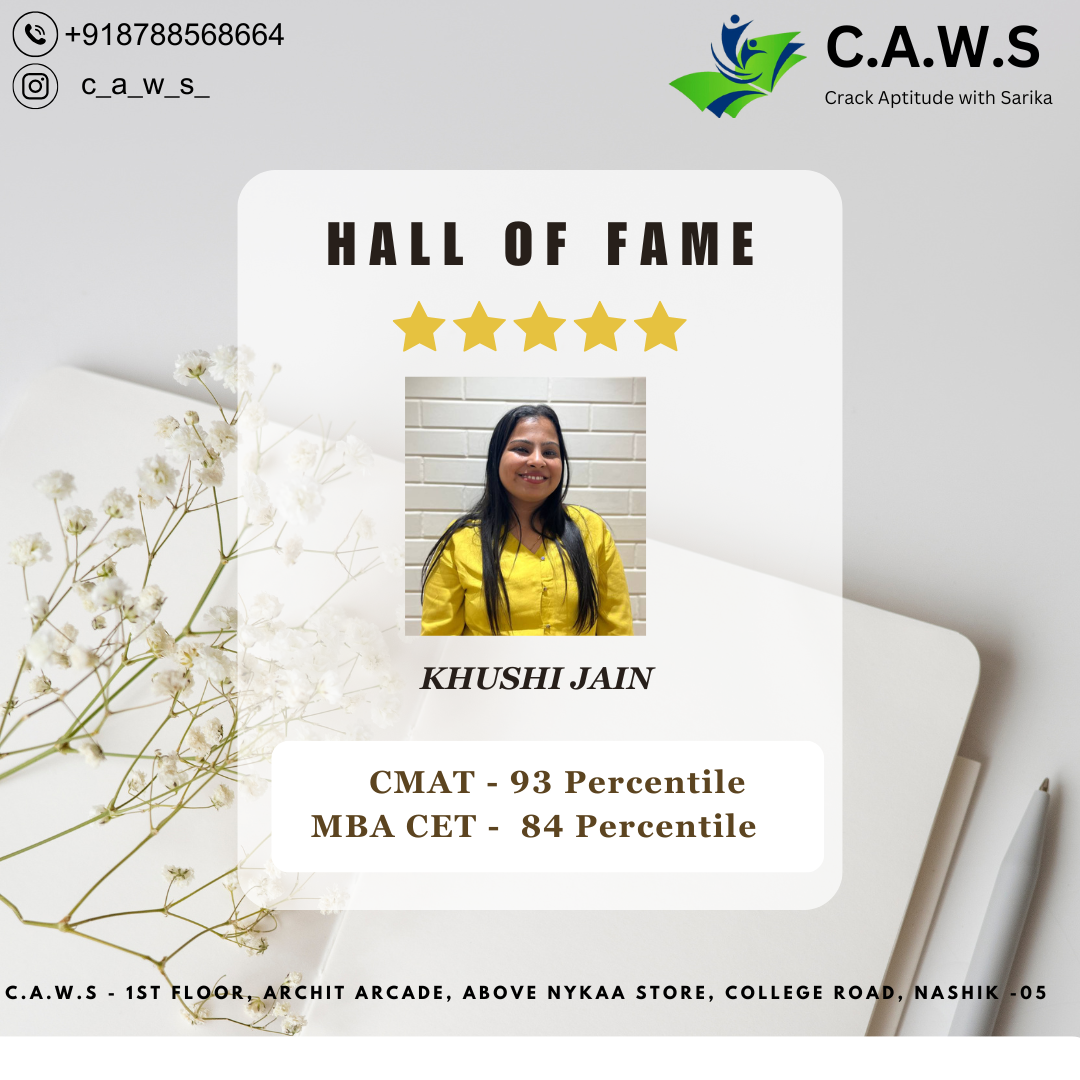 +918788568664
c_a_w_s_
C.A.W.S
Crack Aptitude with Sarika
HALL OF FAME
KHUSHI JAIN
CMAT - 93 Percentile
MBA CET - 84 Percentile
C.A.W.S - 1ST FLOOR, ARCHIT ARCADE, ABOVE NYKAA STORE, COLLEGE ROAD, NASHIK -05